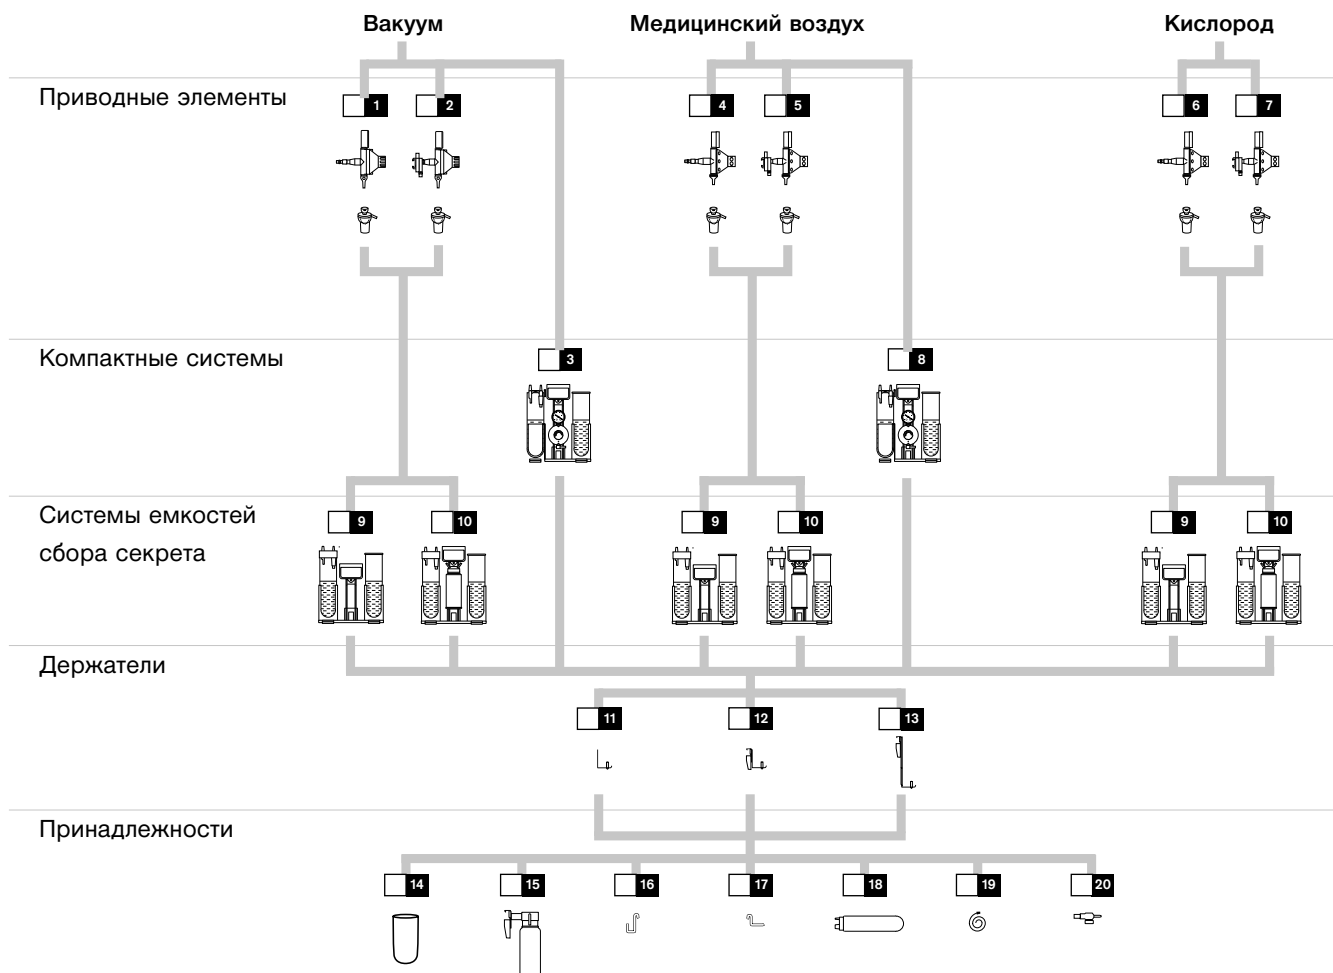 Вакуум Медицинский воздух Кислород
Приводные элементы
1 2 4 5 6 7
Компактные системы
3 8
Системы емкостей
сбора секрета
9 10 9 10 9 10
Держатели
11 12 13
Принадлежности
14 15 16 17 18 19 20